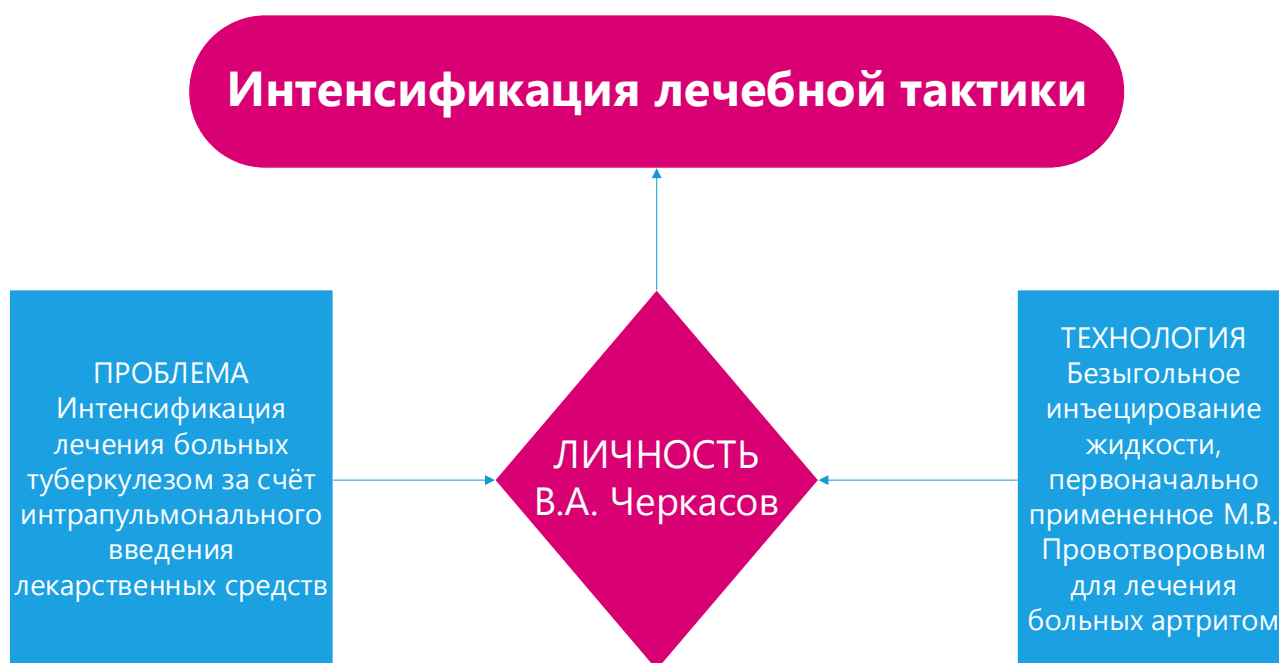 Интенсификация лечебной тактики
ПРОБЛЕМА
Интенсификация
лечения больных
туберкулезом за счёт
интрапульмонального
введения
лекарственных средств
ЛИЧНОСТЬ
В.А. Черкасов
ТЕХНОЛОГИЯ
Безыгольное
инъецирование
жидкости,
первоначально
примененное М.В.
Провотворовым
для лечения
больных артритом